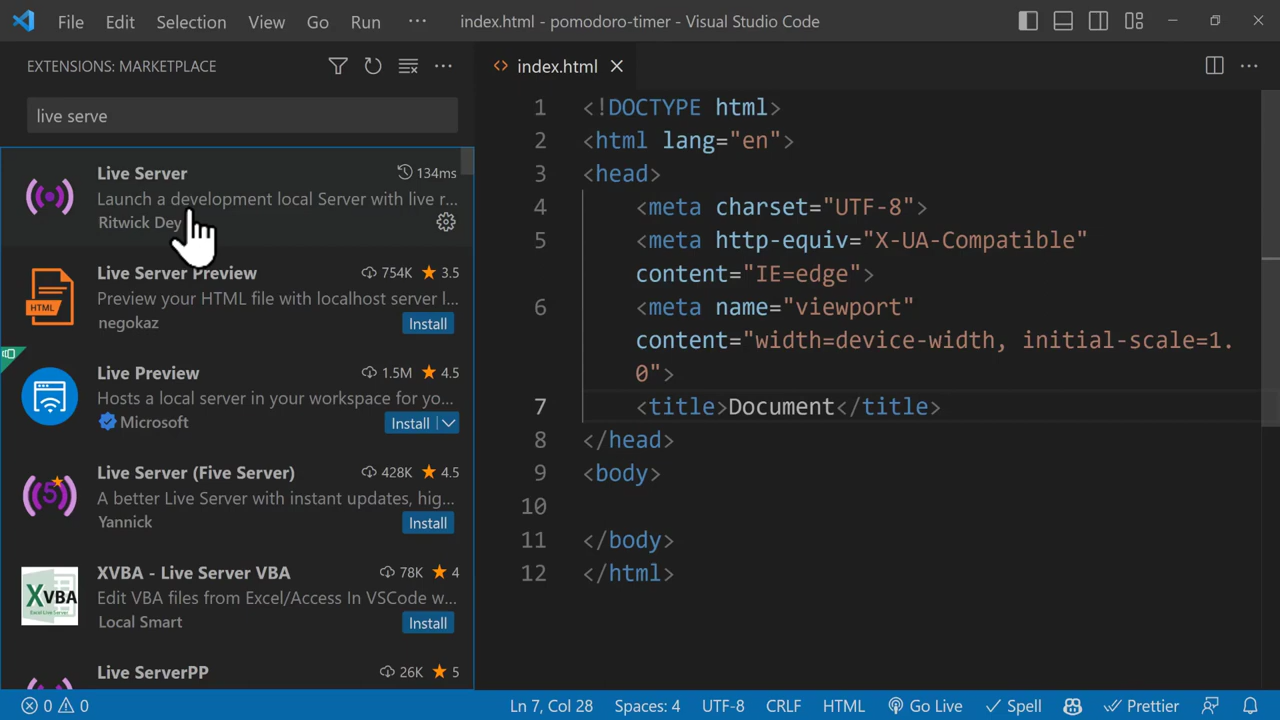 File Edit Selection View Go Run ··· index.html - pomodoro-timer - Visual Studio Code
EXTENSIONS: MARKETPLACE
live serve
Live Server 134ms
Launch a development local Server with live r...
Ritwick Dey
Live Server Preview 754K 3.5
Preview your HTML file with localhost server l...
negokaz Install
HTML
Live Preview 1.5M 4.5
Hosts a local server in your workspace for yo...
Microsoft Install
Live Server (Five Server) 428K 4.5
A better Live Server with instant updates, hig...
Yannick Install
5
XVBA - Live Server VBA 78K 4
Edit VBA files from Excel/Access In VSCode w...
Local Smart Install
XVBA
Excel Live Server
Live ServerPP 26K 5
index.html
1 <!DOCTYPE html>
2 <html lang="en">
3 <head>
4 <meta charset="UTF-8">
5 <meta http-equiv="X-UA-Compatible"
content="IE=edge">
6 <meta name="viewport"
content="width=device-width, initial-scale=1.
0">
7 <title>Document</title>
8 </head>
9 <body>
10
11 </body>
12 </html>
0 0 Ln 7, Col 28 Spaces: 4 UTF-8 CRLF HTML Go Live Spell Prettier